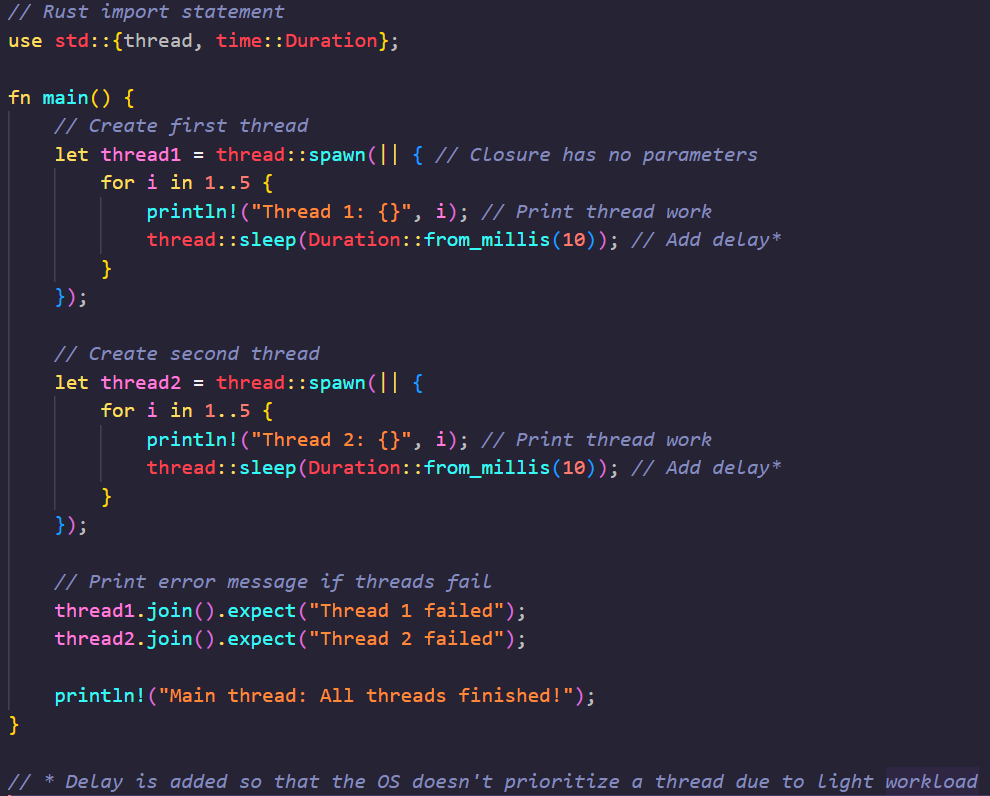 // Rust import statement
use std::{thread, time::Duration};
fn main() {
// Create first thread
let thread1 = thread::spawn(|| { // Closure has no parameters
for i in 1..5 {
println!("Thread 1: {}", i); // Print thread work
thread::sleep(Duration::from_millis(10)); // Add delay*
}
});
// Create second thread
let thread2 = thread::spawn(|| {
for i in 1..5 {
println!("Thread 2: {}", i); // Print thread work
thread::sleep(Duration::from_millis(10)); // Add delay*
}
});
// Print error message if threads fail
thread1.join().expect("Thread 1 failed");
thread2.join().expect("Thread 2 failed");
println!("Main thread: All threads finished!");
}
// * Delay is added so that the OS doesn't prioritize a thread due to light workload